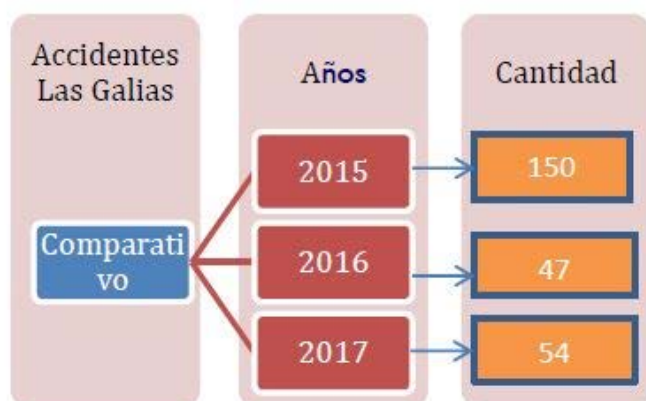 Accidentes
Las Galias
Años
Cantidad
Comparati
vo
2015
150
2016
47
2017
54